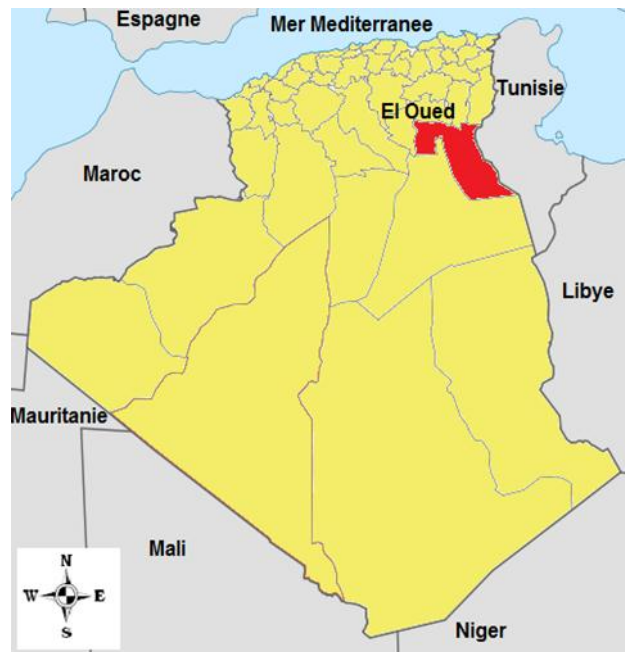 Espagne
Mer Mediterranee
Tunisie
El Oued
Maroc
Libye
Mauritanie
Mali
Niger
N
W E
S